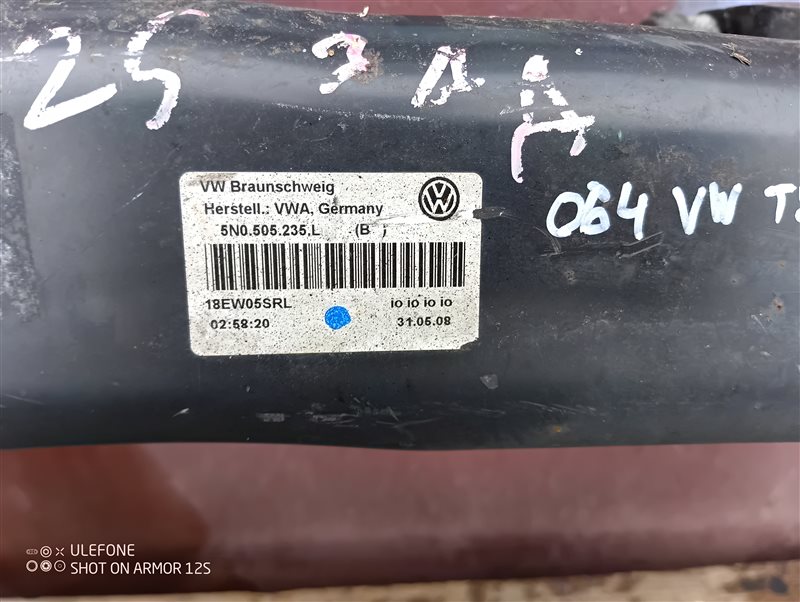 25 3 A A
VW Braunschweig
Herstell.: VWA, Germany
5N0.505.235.L (B )
18EW05SRL io io io io
02:58:20 31.05.08
064 VW
ULEFONE
SHOT ON ARMOR 12S